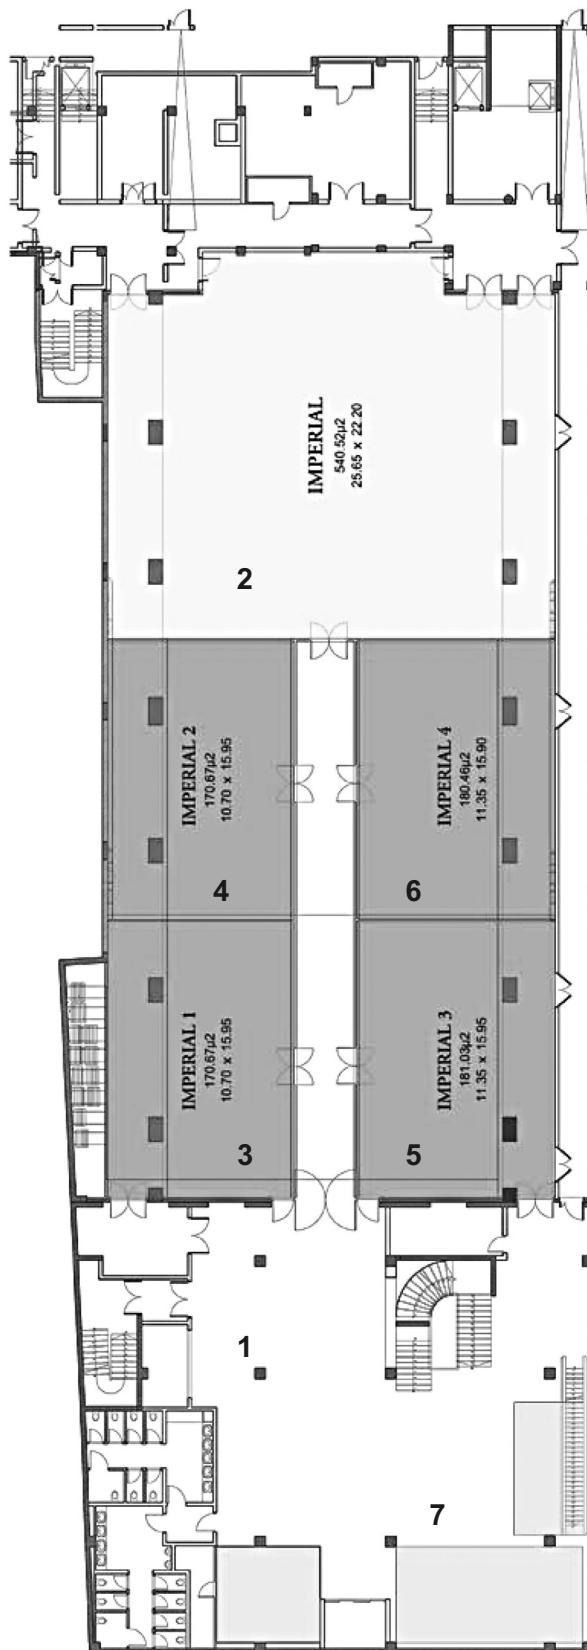 IMPERIAL
540.52μ2
25.65 x 22.20
2
IMPERIAL 2
170.67μ2
10.70 x 15.95
4
IMPERIAL 4
180.46μ2
11.35 x 15.90
6
IMPERIAL 1
170.67μ2
10.70 x 15.95
3
IMPERIAL 3
181.03μ2
11.35 x 15.95
5
1
7